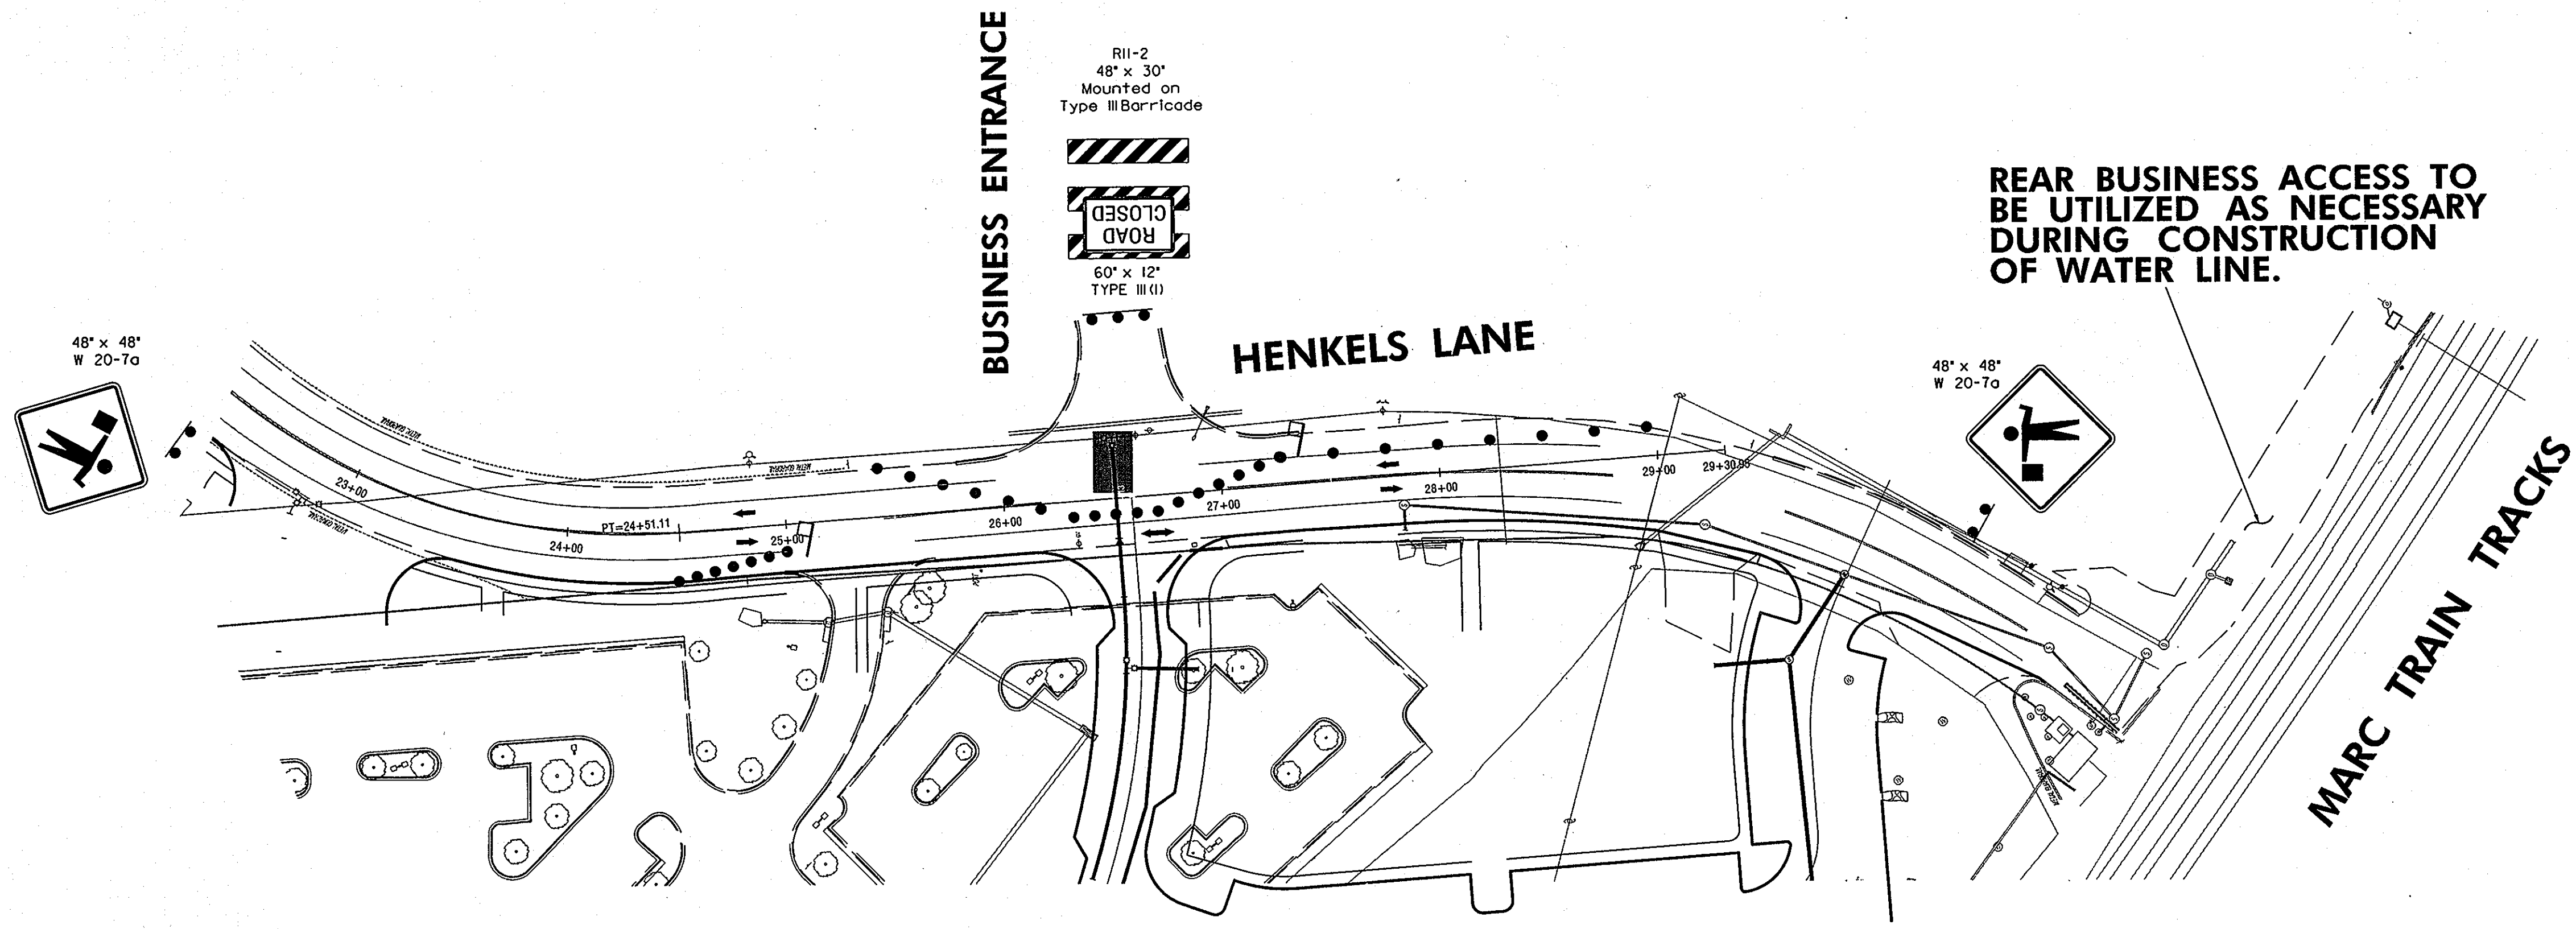 BUSINESS ENTRANCE
RII-2
48" x 30"
Mounted on
Type III Barricade
ROAD
CLOSED
60" x 12"
TYPE III(I)
HENKELS LANE
REAR BUSINESS ACCESS TO
BE UTILIZED AS NECESSARY
DURING CONSTRUCTION
OF WATER LINE.
48" x 48"
W 20-7a
48" x 48"
W 20-7a
23+00
24+00
PT=24+51.11
25+00
26+00
27+00
28+00
29+00
29+30.95
MARC TRAIN TRACKS